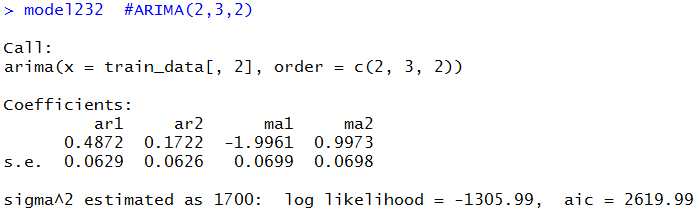 > model232  #ARIMA(2,3,2)
Call:
arima(x = train_data[, 2], order = c(2, 3, 2))
Coefficients:
         ar1     ar2      ma1     ma2
      0.4872  0.1722  -1.9961  0.9973
s.e.  0.0629  0.0626   0.0699  0.0698
sigma^2 estimated as 1700:  log likelihood = -1305.99,  aic = 2619.99